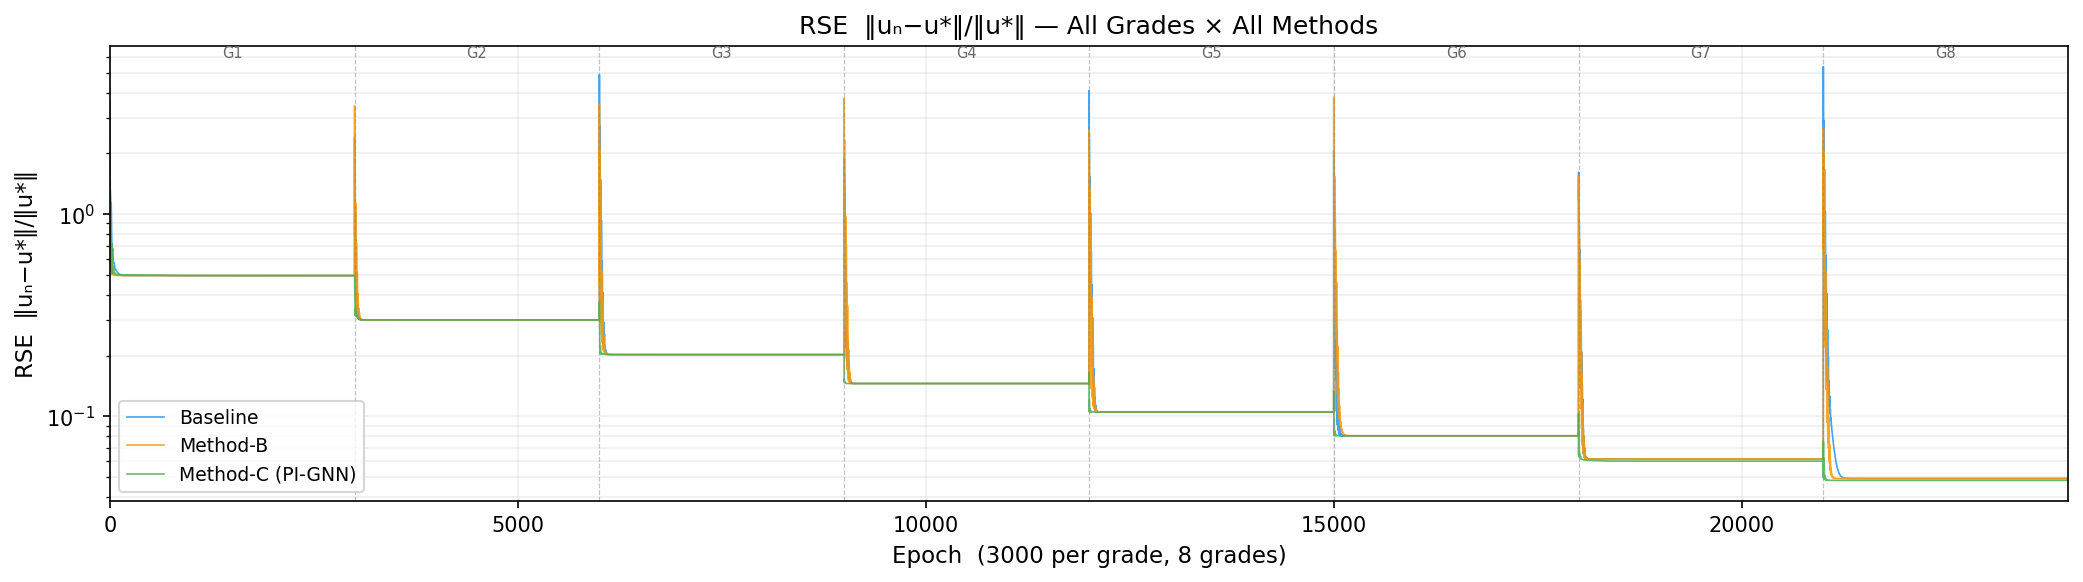 RSE ‖uₙ−u*‖/‖u*‖ — All Grades × All Methods
G1 G2 G3 G4 G5 G6 G7 G8
RSE ‖uₙ−u*‖/‖u*‖
10⁰
10⁻¹
Baseline
Method-B
Method-C (PI-GNN)
0 5000 10000 15000 20000
Epoch (3000 per grade, 8 grades)